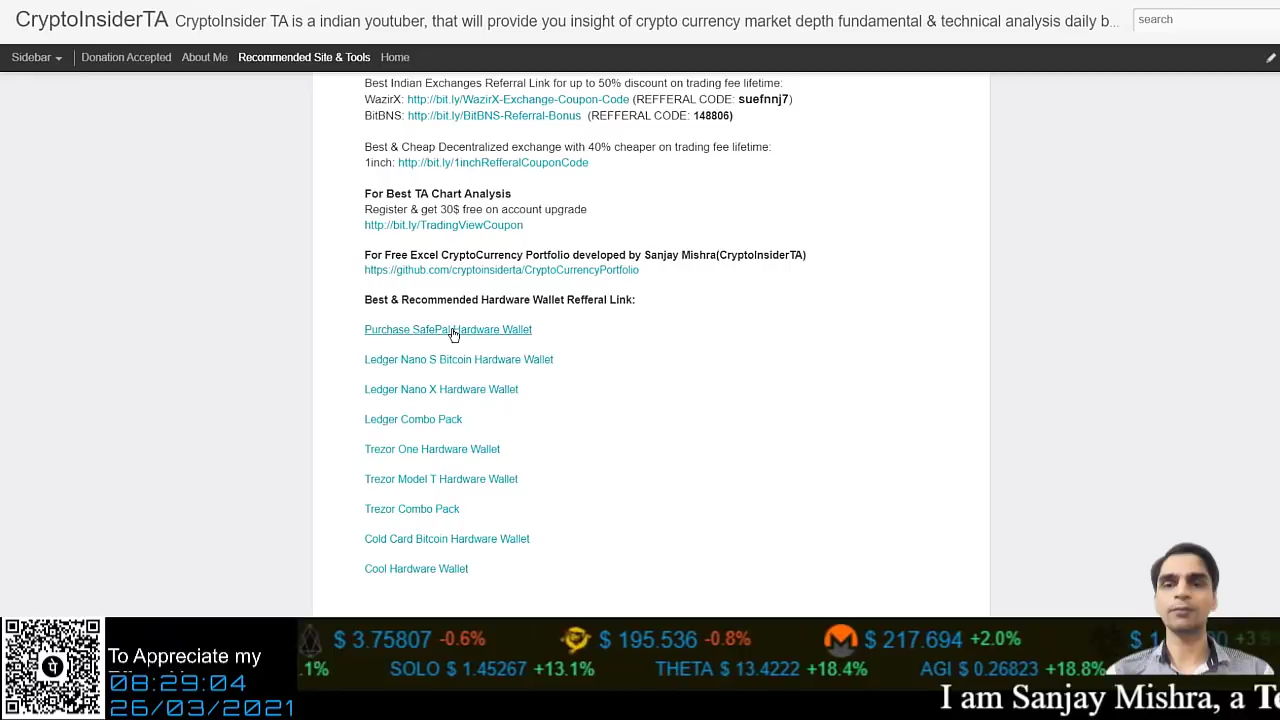 CryptoInsiderTA CryptoInsider TA is a indian youtuber, that will provide you insight of crypto currency market depth fundamental & technical analysis daily b...
search
Sidebar Donation Accepted About Me Recommended Site & Tools Home
Best Indian Exchanges Referral Link for up to 50% discount on trading fee lifetime:
WazirX: http://bit.ly/WazirX-Exchange-Coupon-Code (REFFERAL CODE: suefnnj7)
BitBNS: http://bit.ly/BitBNS-Referral-Bonus (REFFERAL CODE: 148806)
Best & Cheap Decentralized exchange with 40% cheaper on trading fee lifetime:
1inch: http://bit.ly/1inchRefferalCouponCode
For Best TA Chart Analysis
Register & get 30$ free on account upgrade
http://bit.ly/TradingViewCoupon
For Free Excel CryptoCurrency Portfolio developed by Sanjay Mishra(CryptoInsiderTA)
https://github.com/cryptoinsiderta/CryptoCurrencyPortfolio
Best & Recommended Hardware Wallet Refferal Link:
Purchase SafePal Hardware Wallet
Ledger Nano S Bitcoin Hardware Wallet
Ledger Nano X Hardware Wallet
Ledger Combo Pack
Trezor One Hardware Wallet
Trezor Model T Hardware Wallet
Trezor Combo Pack
Cold Card Bitcoin Hardware Wallet
Cool Hardware Wallet
$ 3.75807 -0.6% $ 195.536 -0.8% $ 217.694 +2.0%
.1% SOLO $ 1.45267 +13.1% THETA $ 13.4222 +18.4% AGI $ 0.26823 +18.8%
To Appreciate my
08:29:04
26/03/2021
I am Sanjay Mishra, a